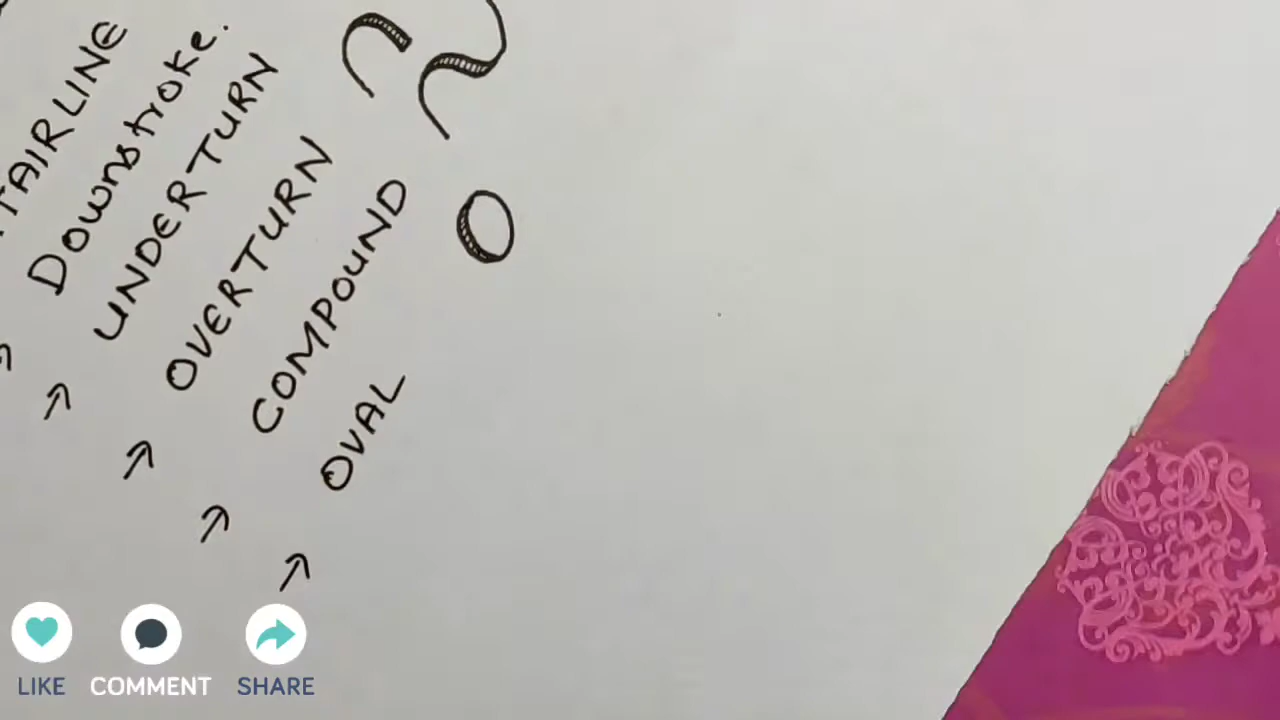 HAIRLINE
Downstroke.
→ UNDERTURN
→ OVERTURN
→ COMPOUND
→ OVAL
LIKE
COMMENT
SHARE